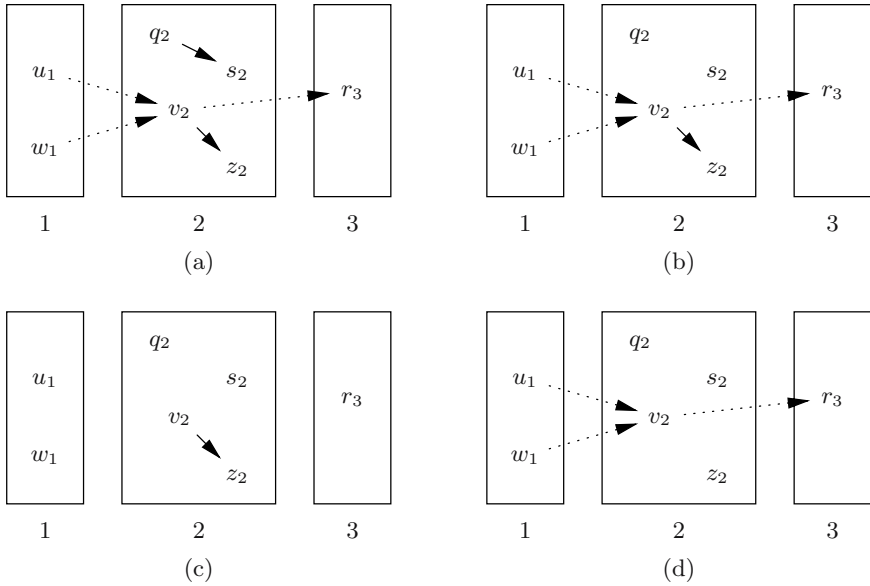 q₂
u₁ s₂
r₃
v₂
w₁
z₂
1 2 3
(a)
q₂
u₁ s₂
r₃
v₂
w₁
z₂
1 2 3
(b)
q₂
u₁ s₂
r₃
v₂
w₁
z₂
1 2 3
(c)
q₂
u₁ s₂
r₃
v₂
w₁
z₂
1 2 3
(d)